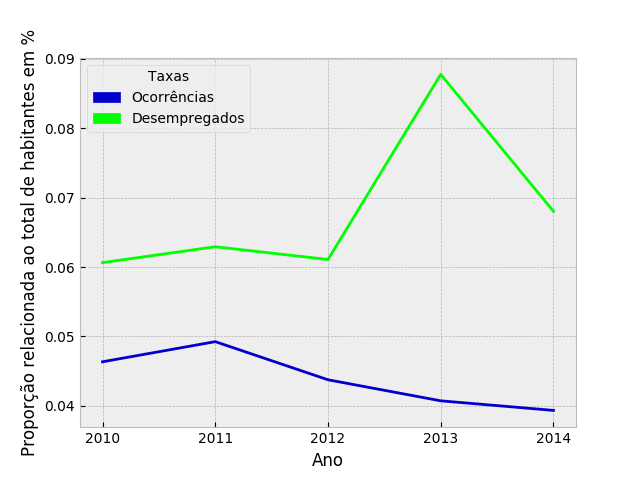 Proporção relacionada ao total de habitantes em %
0.09
0.08
0.07
0.06
0.05
0.04
Taxas
Ocorrências
Desempregados
2010 2011 2012 2013 2014
Ano